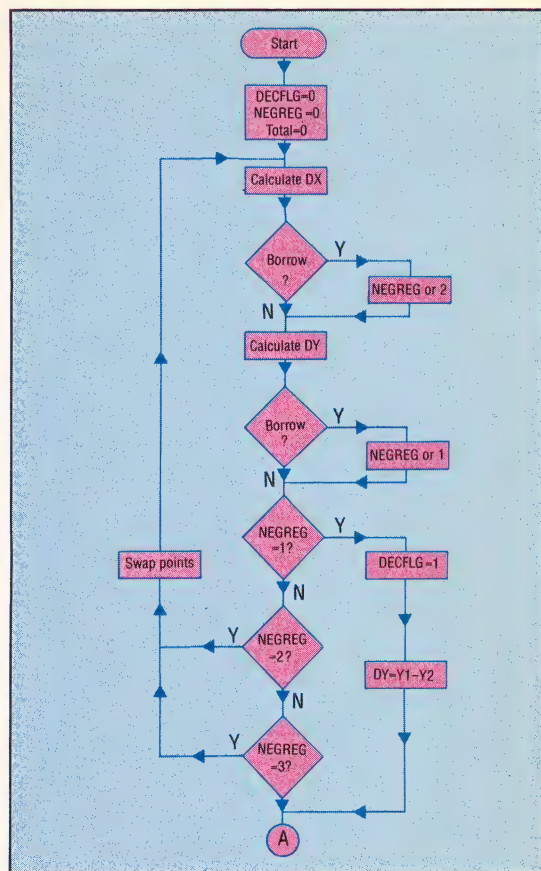 Start
DECFLG=0
NEGREG =0
Total=0
Calculate DX
Borrow
?
Y
NEGREG or 2
N
Calculate DY
Borrow
?
Y
NEGREG or 1
N
NEGREG
=1?
Y
DECFLG =1
Swap points
N
NEGREG
=2?
Y
DY=Y1–Y2
N
NEGREG
=3?
Y
A